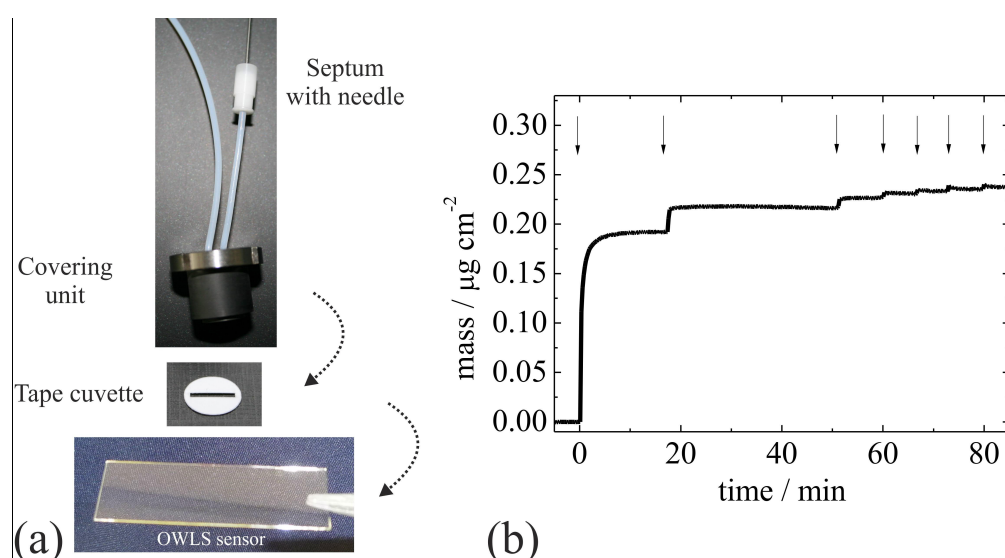 Septum
with needle
Covering
unit
Tape cuvette
OWLS sensor
(a)
(b)
mass / µg cm⁻²
0.30
0.25
0.20
0.15
0.10
0.05
0.00
0 20 40 60 80
time / min